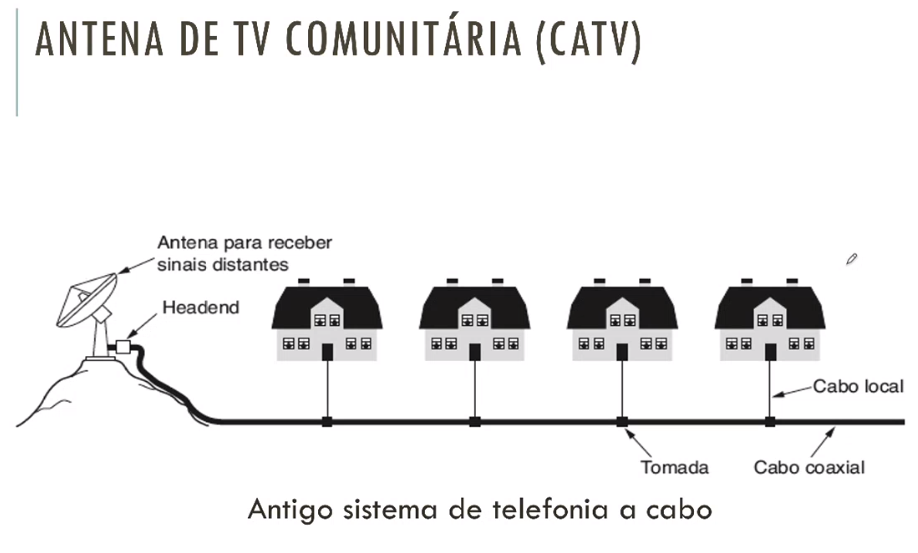 ANTENA DE TV COMUNITÁRIA (CATV)
Antena para receber
sinais distantes
Headend
Cabo local
Tomada
Cabo coaxial
Antigo sistema de telefonia a cabo